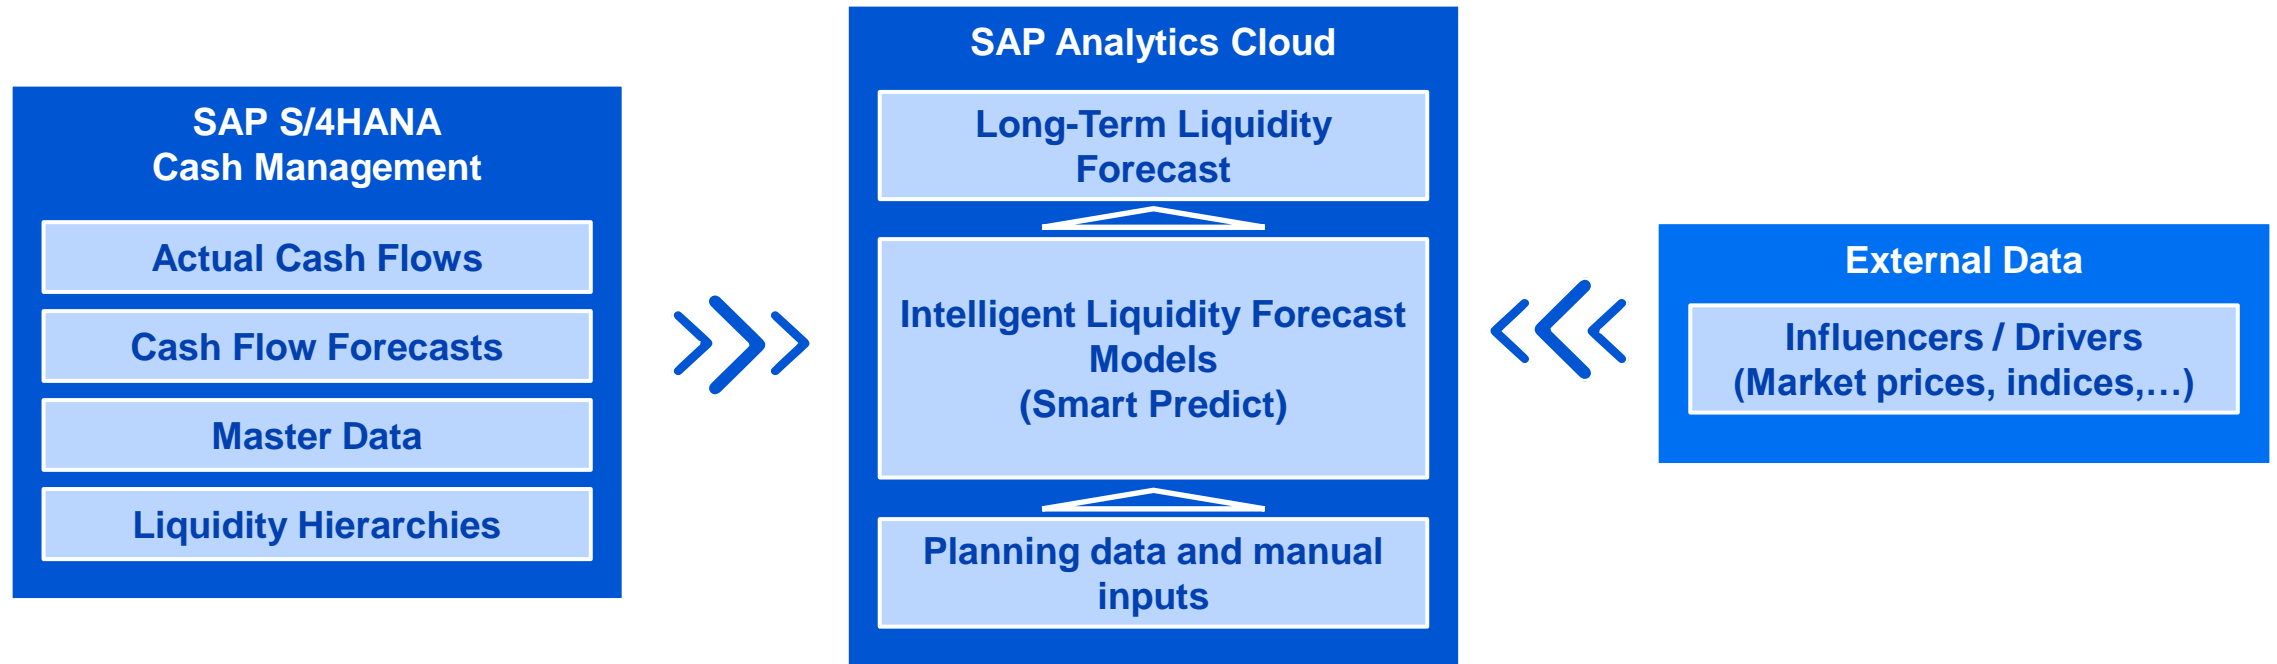 SAP S/4HANA
Cash Management
Actual Cash Flows
Cash Flow Forecasts
Master Data
Liquidity Hierarchies
SAP Analytics Cloud
Long-Term Liquidity
Forecast
Intelligent Liquidity Forecast
Models
(Smart Predict)
Planning data and manual
inputs
External Data
Influencers / Drivers
(Market prices, indices,…)